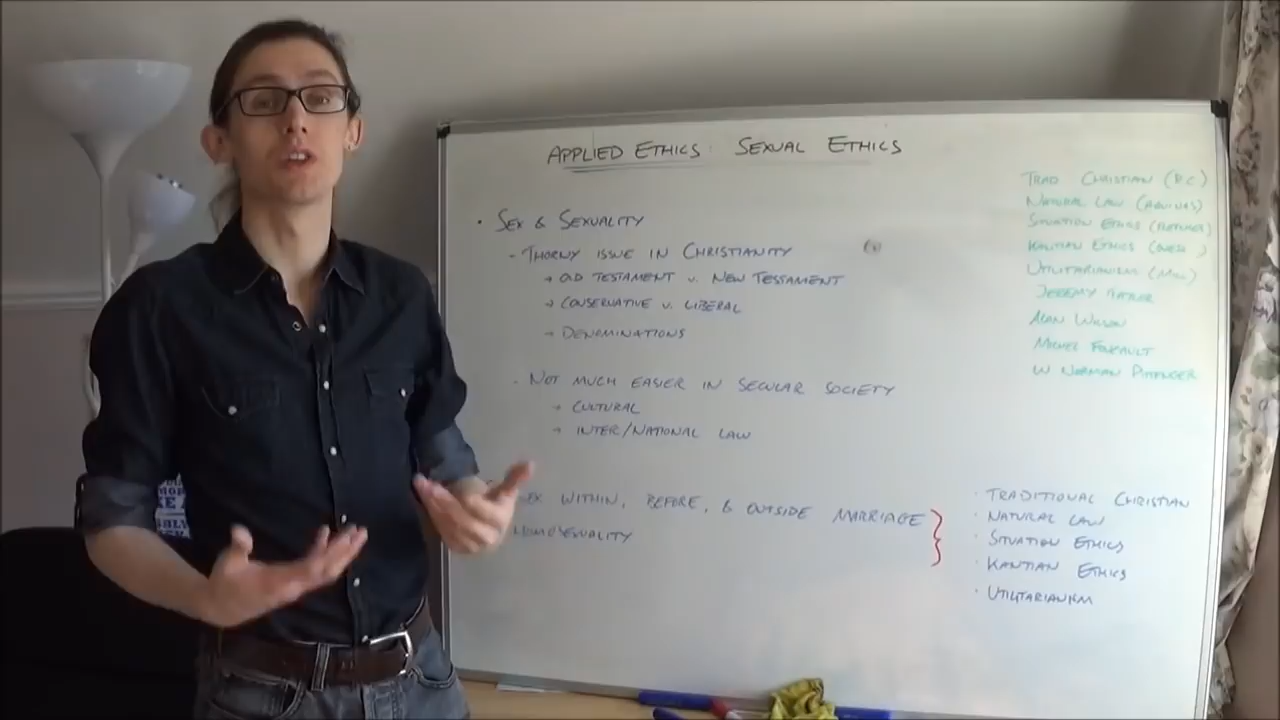 APPLIED ETHICS: SEXUAL ETHICS
• SEX & SEXUALITY
- THORNY ISSUE IN CHRISTIANITY
→ OLD TESTAMENT v. NEW TESSAMENT
→ CONSERVATIVE v. LIBERAL
→ DENOMINATIONS
- NOT MUCH EASIER IN SECULAR SOCIETY
→ CULTURAL
→ INTER/NATIONAL LAW
EX WITHIN, BEFORE, & OUTSIDE MARRIAGE
HOMOSEXUALITY
TRAD CHRISTIAN (R.C)
NATURAL LAW (AQUINAS)
SITUATION ETHICS (FLETCHER)
KANTIAN ETHICS
UTILITARIANISM (MILL)
JEREMY
ALAN WILSON
MICHEL FOUCAULT
W NORMAN PITTENGER
· TRADITIONAL CHRISTIAN
· NATURAL LAW
· SITUATION ETHICS
· KANTIAN ETHICS
· UTILITARIANISM